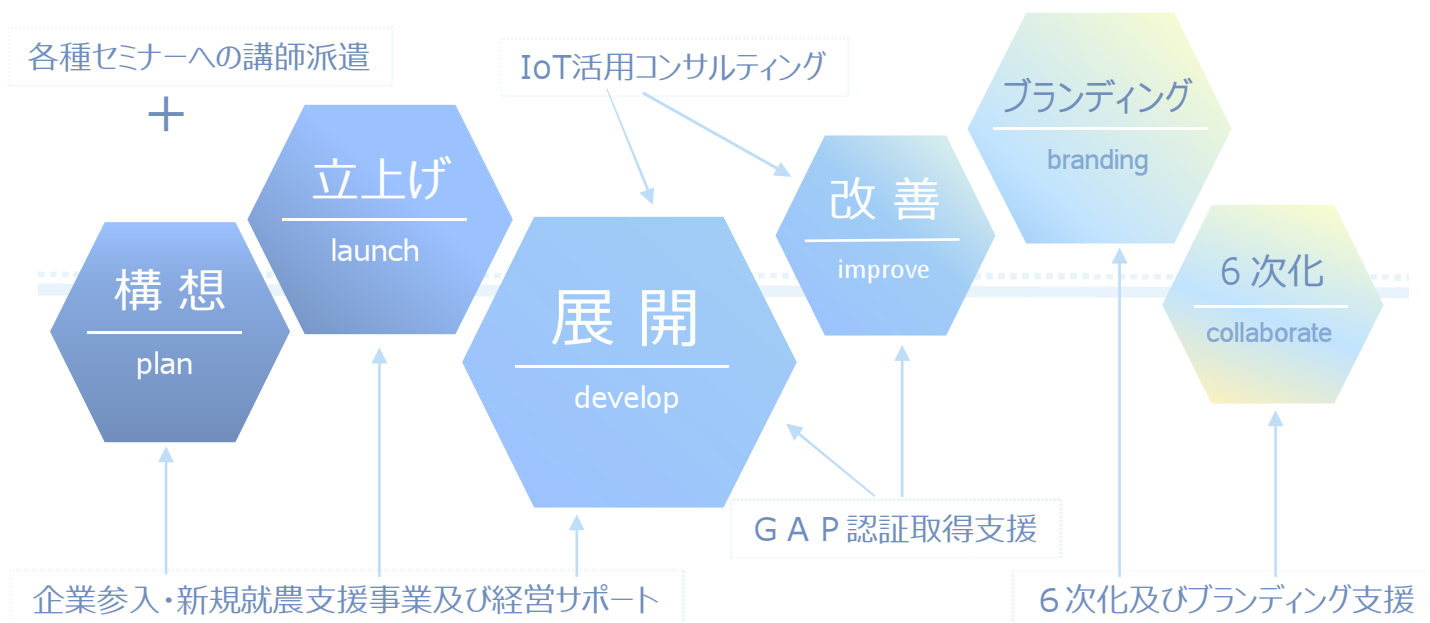 各種セミナーへの講師派遣
+
IoT活用コンサルティング
構想
plan
立上げ
launch
展開
develop
改善
improve
ブランディング
branding
6次化
collaborate
GAP認証取得支援
企業参入・新規就農支援事業及び経営サポート
6次化及びブランディング支援